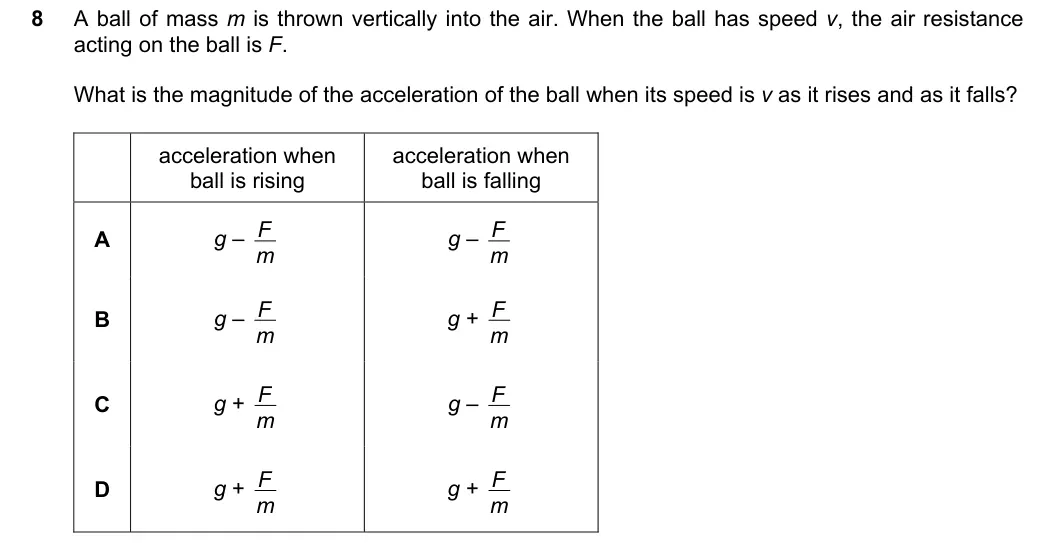 8 A ball of mass m is thrown vertically into the air. When the ball has speed v, the air resistance
acting on the ball is F.
What is the magnitude of the acceleration of the ball when its speed is v as it rises and as it falls?
acceleration when ball is rising | acceleration when ball is falling
A g – F/m g – F/m
B g – F/m g + F/m
C g + F/m g – F/m
D g + F/m g + F/m